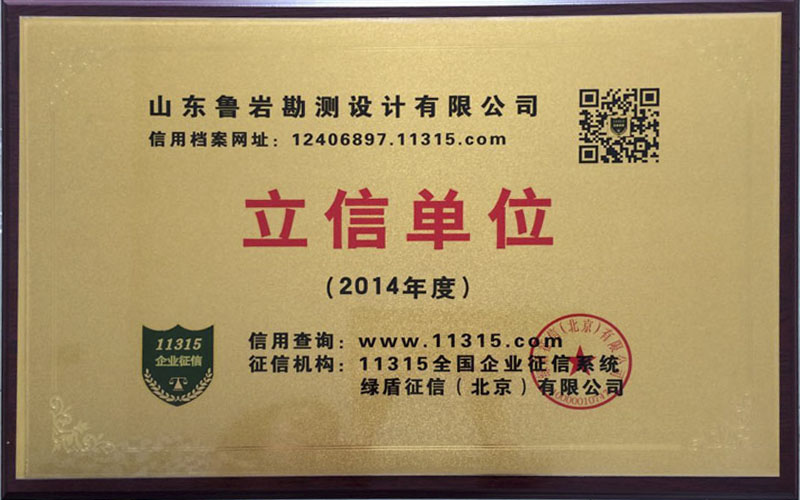 山东鲁岩勘测设计有限公司
信用档案网址：12406897.11315.com
立信单位
（2014年度）
11315
企业征信
信用查询：www.11315.com
征信机构：11315全国企业征信系统
绿盾征信（北京）有限公司